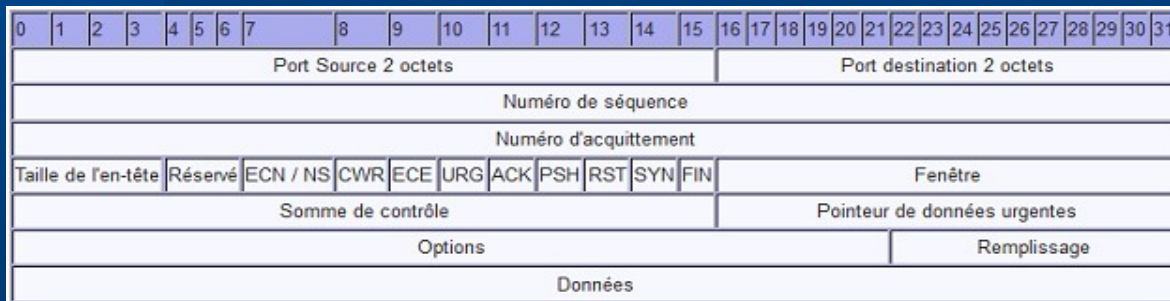 0 1 2 3 4 5 6 7 8 9 10 11 12 13 14 15 16 17 18 19 20 21 22 23 24 25 26 27 28 29 30 31
Port Source 2 octets Port destination 2 octets
Numéro de séquence
Numéro d'acquittement
Taille de l'en-tête Réservé ECN / NS CWR ECE URG ACK PSH RST SYN FIN Fenêtre
Somme de contrôle Pointeur de données urgentes
Options Remplissage
Données